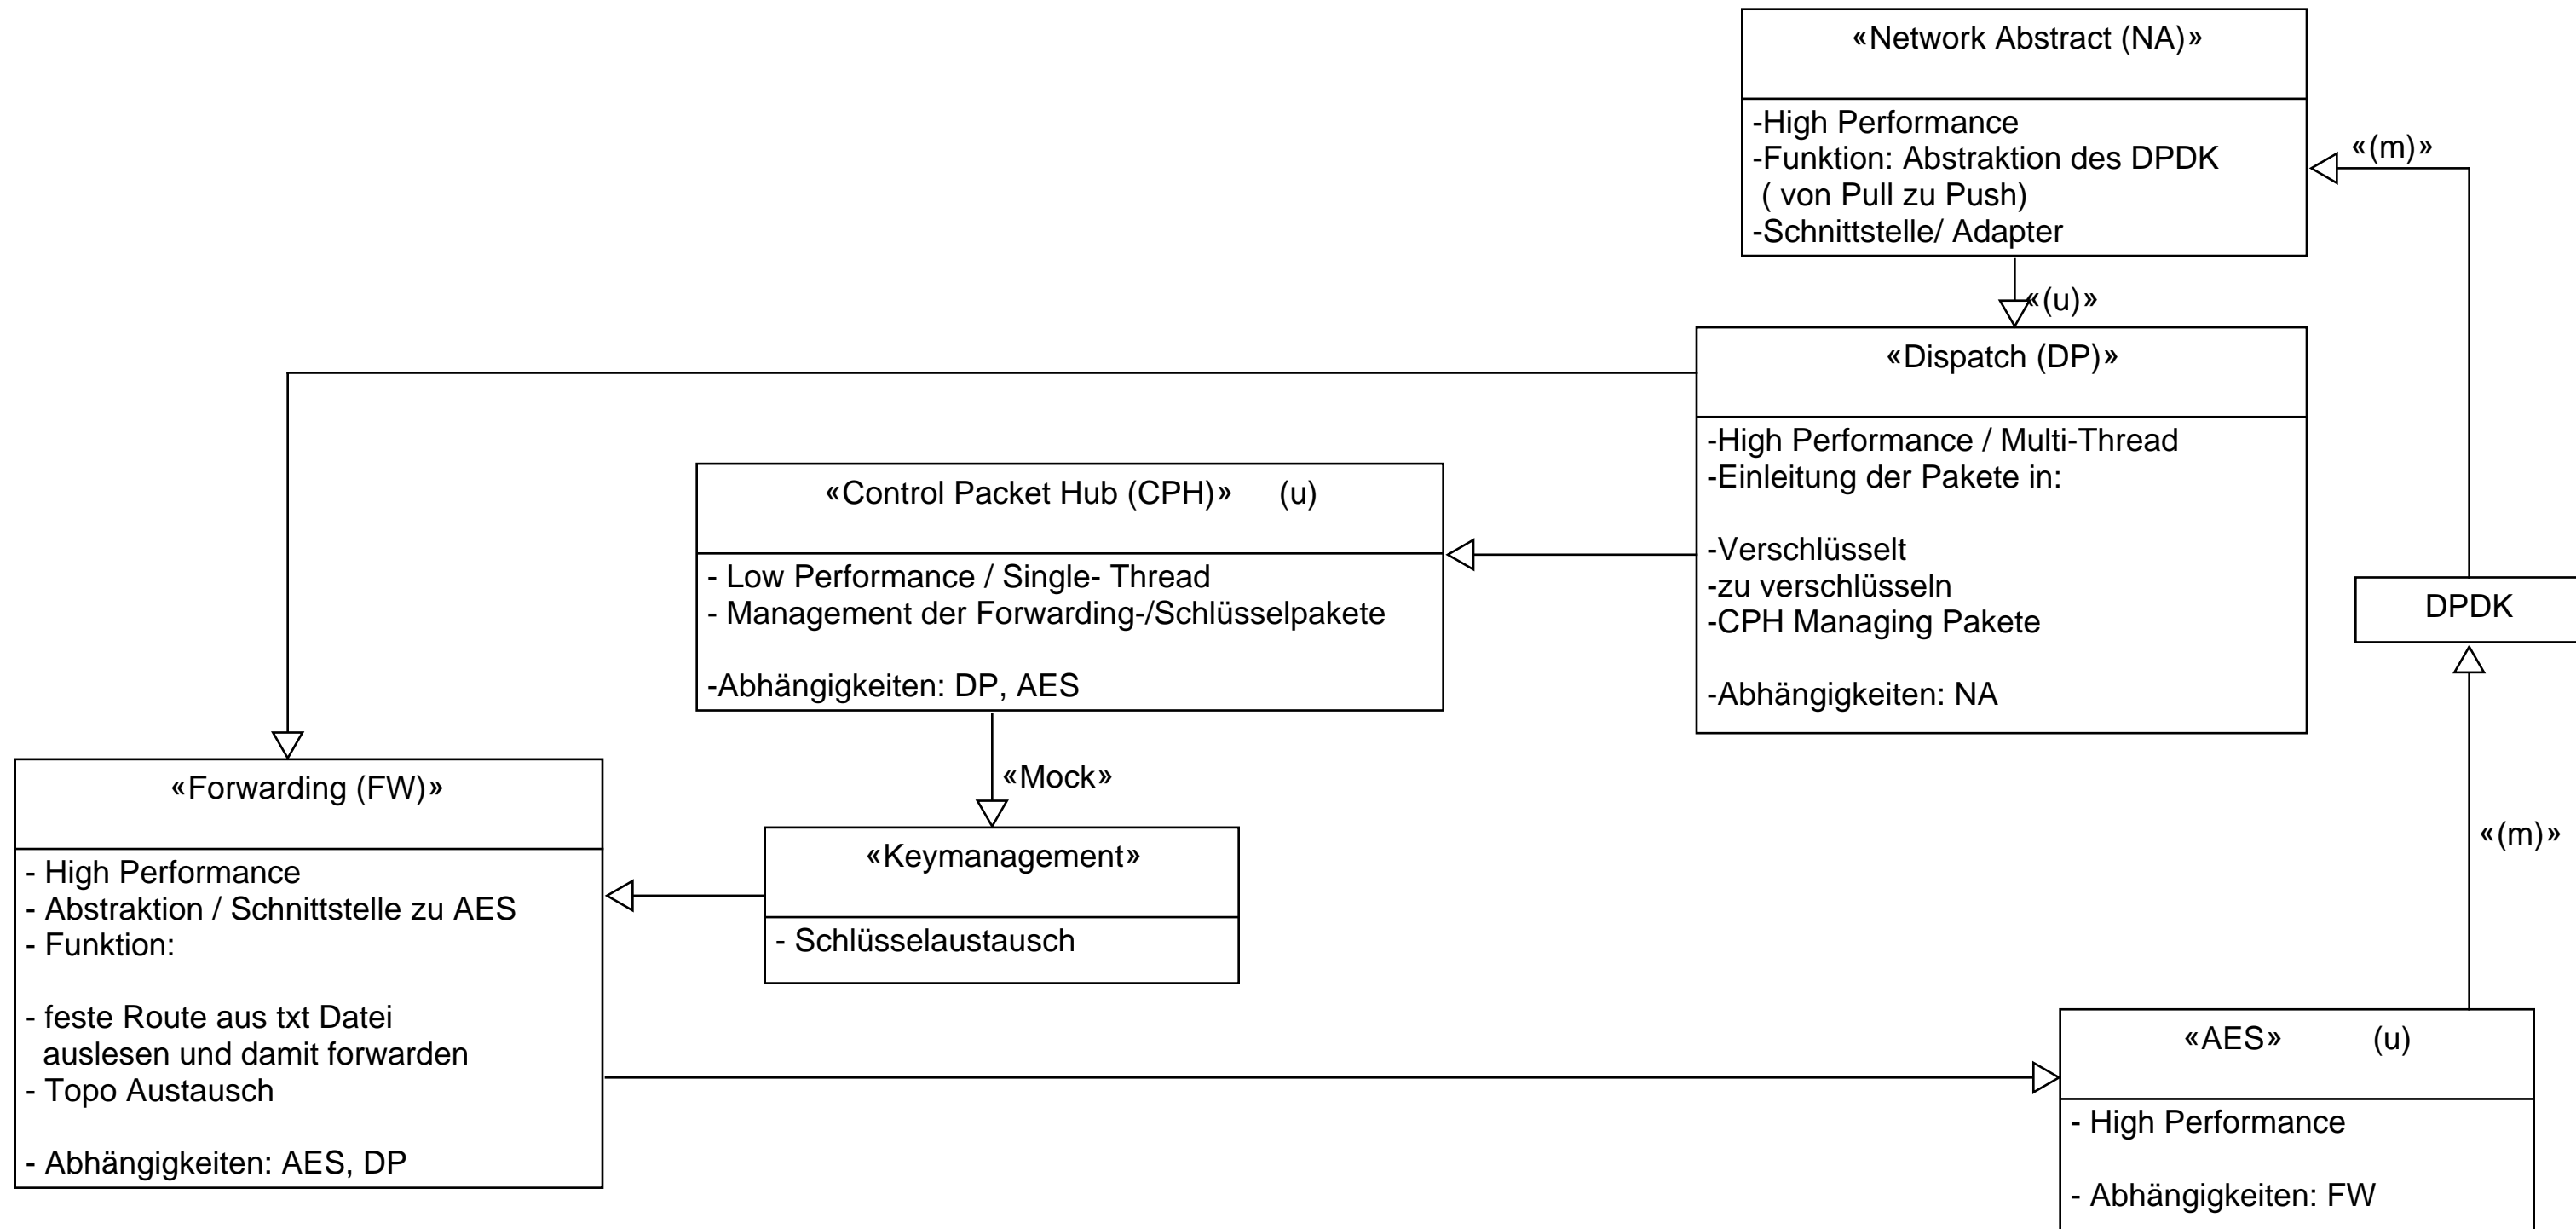 «Network Abstract (NA)»
-High Performance
-Funktion: Abstraktion des DPDK
( von Pull zu Push)
-Schnittstelle/ Adapter
«(m)»
«(u)»
«Dispatch (DP)»
-High Performance / Multi-Thread
-Einleitung der Pakete in:
-Verschlüsselt
-zu verschlüsseln
-CPH Managing Pakete
-Abhängigkeiten: NA
«Control Packet Hub (CPH)» (u)
- Low Performance / Single- Thread
- Management der Forwarding-/Schlüsselpakete
-Abhängigkeiten: DP, AES
DPDK
«Mock»
«(m)»
«Forwarding (FW)»
- High Performance
- Abstraktion / Schnittstelle zu AES
- Funktion:
- feste Route aus txt Datei
auslesen und damit forwarden
- Topo Austausch
- Abhängigkeiten: AES, DP
«Keymanagement»
- Schlüsselaustausch
«AES» (u)
- High Performance
- Abhängigkeiten: FW